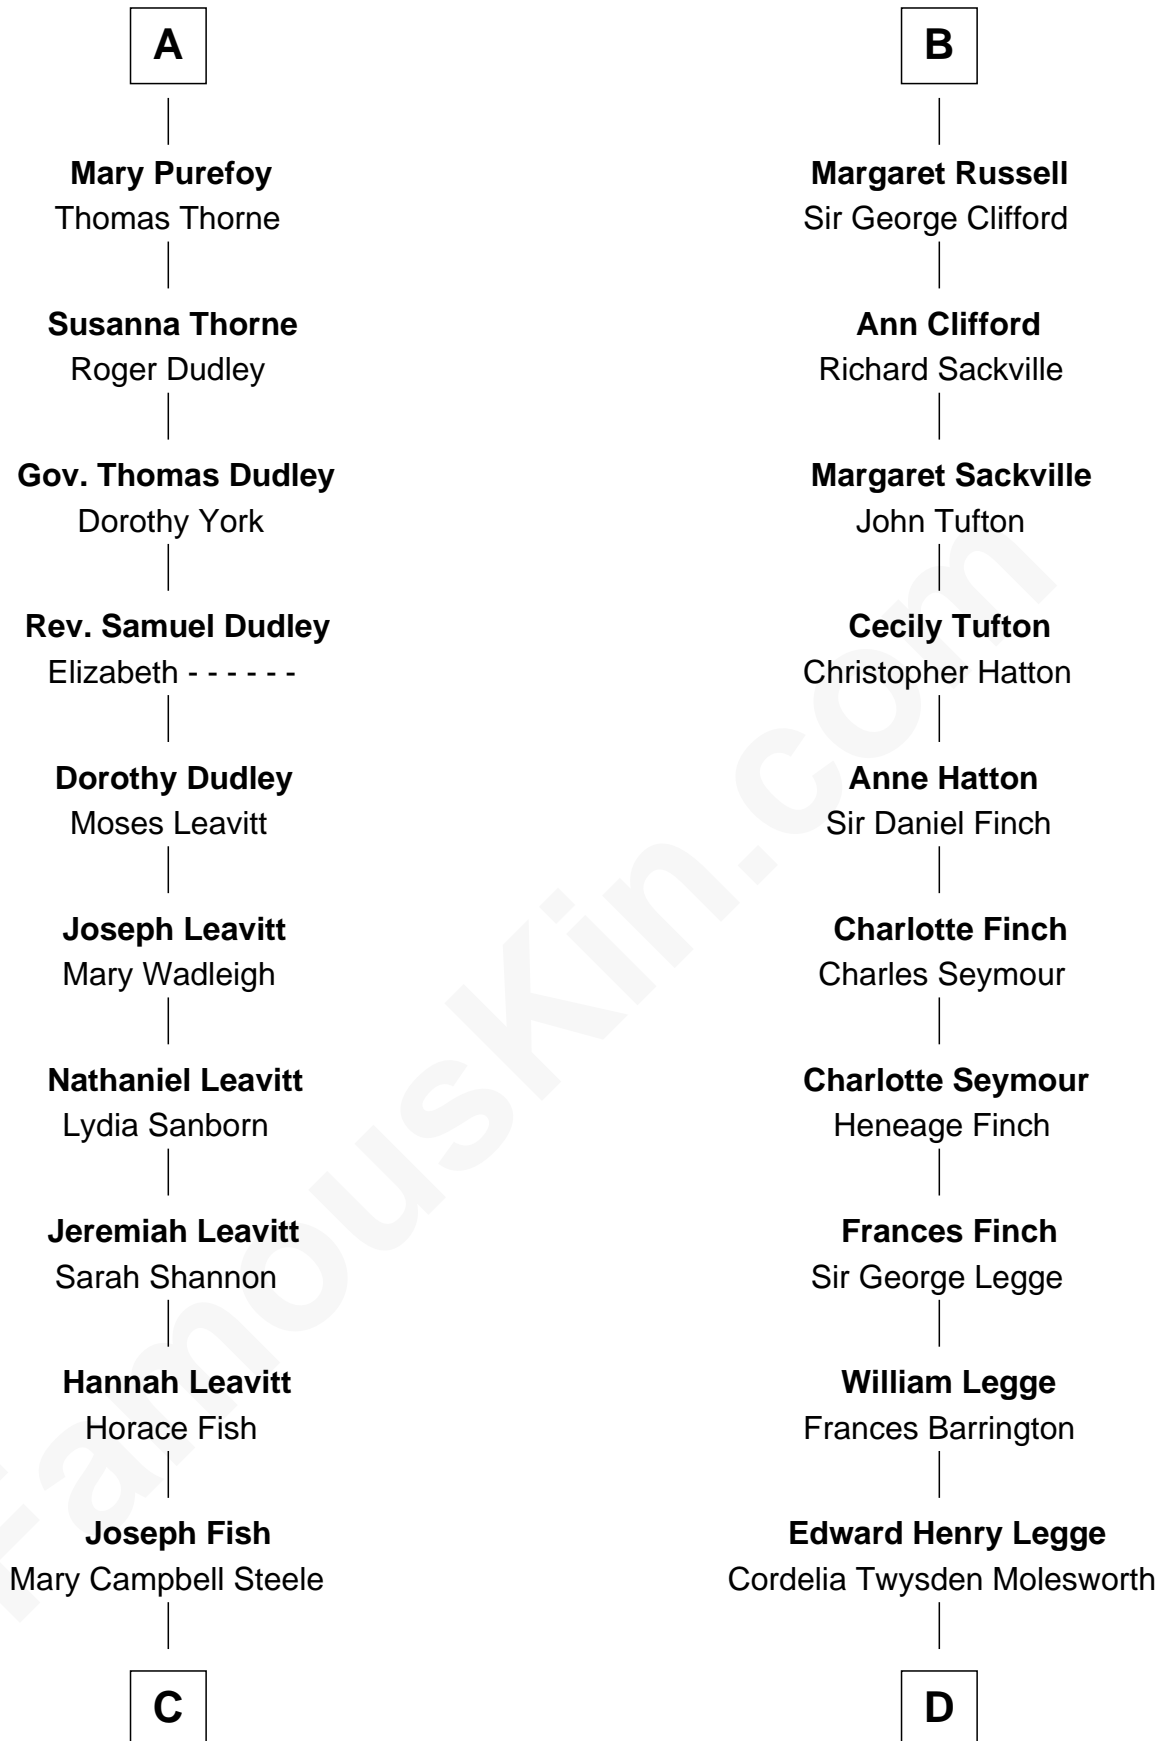 A
Mary Purefoy
Thomas Thorne
Susanna Thorne
Roger Dudley
Gov. Thomas Dudley
Dorothy York
Rev. Samuel Dudley
Elizabeth - - - - - -
Dorothy Dudley
Moses Leavitt
Joseph Leavitt
Mary Wadleigh
Nathaniel Leavitt
Lydia Sanborn
Jeremiah Leavitt
Sarah Shannon
Hannah Leavitt
Horace Fish
Joseph Fish
Mary Campbell Steele
C
B
Margaret Russell
Sir George Clifford
Ann Clifford
Richard Sackville
Margaret Sackville
John Tufton
Cecily Tufton
Christopher Hatton
Anne Hatton
Sir Daniel Finch
Charlotte Finch
Charles Seymour
Charlotte Seymour
Heneage Finch
Frances Finch
Sir George Legge
William Legge
Frances Barrington
Edward Henry Legge
Cordelia Twysden Molesworth
D
FamousKin.com